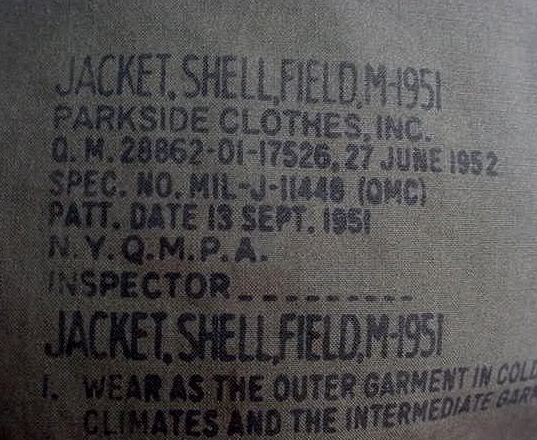 JACKET, SHELL, FIELD, M-1951
PARKSIDE CLOTHES, INC.
Q. M. 28862-01-17526, 27 JUNE 1952
SPEC. NO. MIL-J-11448 (QMC)
PATT. DATE 13 SEPT. 1951
N.Y.Q.M.P.A.
INSPECTOR_ _ _ _ _ _ _ _ _
JACKET, SHELL, FIELD, M-1951
1. WEAR AS THE OUTER GARMENT IN COLD
CLIMATES AND THE INTERMEDIATE GARM